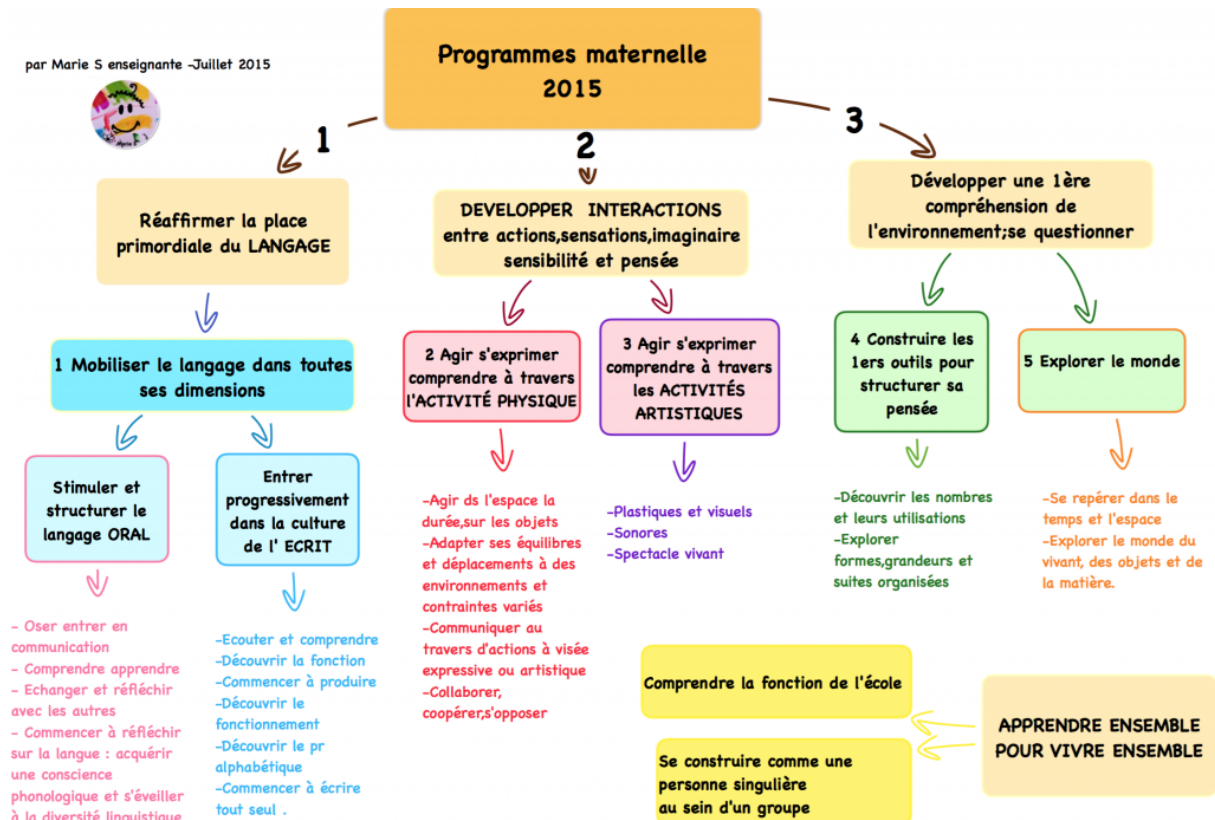 Programmes maternelle
2015
par Marie S enseignante -Juillet 2015
1
2
3
Réaffirmer la place
primordiale du LANGAGE
DEVELOPPER INTERACTIONS
entre actions,sensations,imaginaire
sensibilité et pensée
Développer une 1ère
compréhension de
l'environnement;se questionner
1 Mobiliser le langage dans toutes
ses dimensions
2 Agir s'exprimer
comprendre à travers
l'ACTIVITÉ PHYSIQUE
3 Agir s'exprimer
comprendre à travers
les ACTIVITÉS
ARTISTIQUES
4 Construire les
1ers outils pour
structurer sa
pensée
5 Explorer le monde
Stimuler et
structurer le
langage ORAL
Entrer
progressivement
dans la culture
de l' ECRIT
- Oser entrer en
communication
- Comprendre apprendre
- Echanger et réfléchir
avec les autres
- Commencer à réfléchir
sur la langue : acquérir
une conscience
phonologique et s'éveiller
à la diversité linguistique
-Ecouter et comprendre
-Découvrir la fonction
-Commencer à produire
-Découvrir le
fonctionnement
-Découvrir le pr
alphabétique
-Commencer à écrire
tout seul .
-Agir ds l'espace la
durée,sur les objets
-Adapter ses équilibres
et déplacements à des
environnements et
contraintes variés
-Communiquer au
travers d'actions à visée
expressive ou artistique
-Collaborer,
coopérer,s'opposer
-Plastiques et visuels
-Sonores
-Spectacle vivant
-Découvrir les nombres
et leurs utilisations
-Explorer
formes,grandeurs et
suites organisées
-Se repérer dans le
temps et l'espace
-Explorer le monde du
vivant, des objets et de
la matière.
Comprendre la fonction de l'école
Se construire comme une
personne singulière
au sein d'un groupe
APPRENDRE ENSEMBLE
POUR VIVRE ENSEMBLE